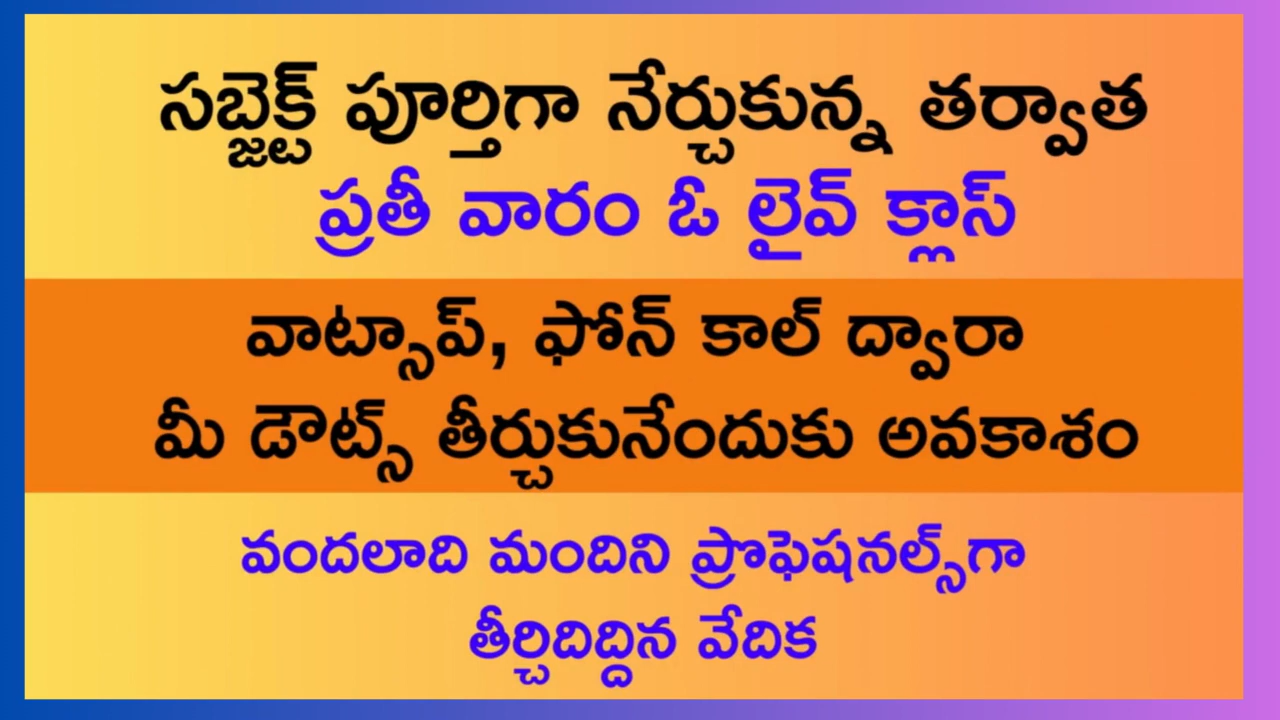 సబ్జెక్ట్ పూర్తిగా నేర్చుకున్న తర్వాత
ప్రతీ వారం ఓ లైవ్ క్లాస్
వాట్సాప్, ఫోన్ కాల్ ద్వారా
మీ డౌట్స్ తీర్చుకునేందుకు అవకాశం
వందలాది మందిని ప్రొఫెషనల్స్‌గా
తీర్చిదిద్దిన వేదిక